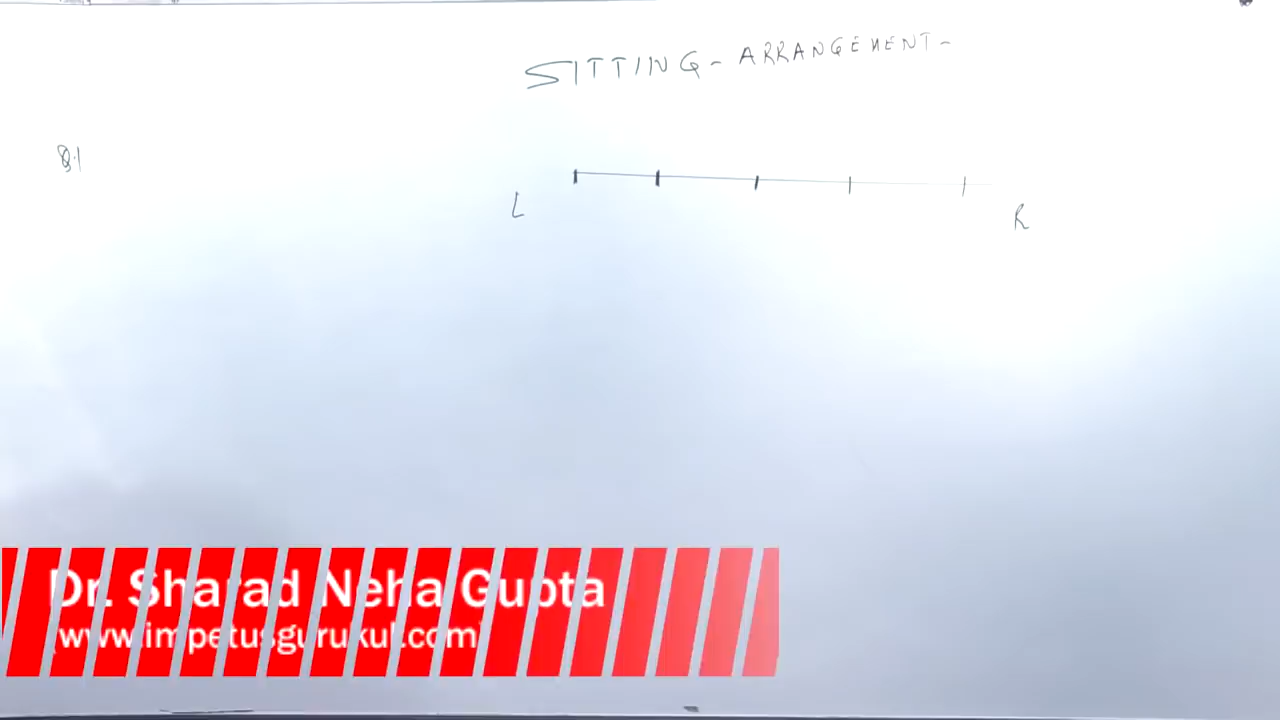 SITTING - ARRANGEMENT -
Q.1
L
R
Dr. Sharad Neha Gupta
(www.impetusgurukul.com)